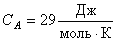 C_A = 29 Дж / (моль · К)